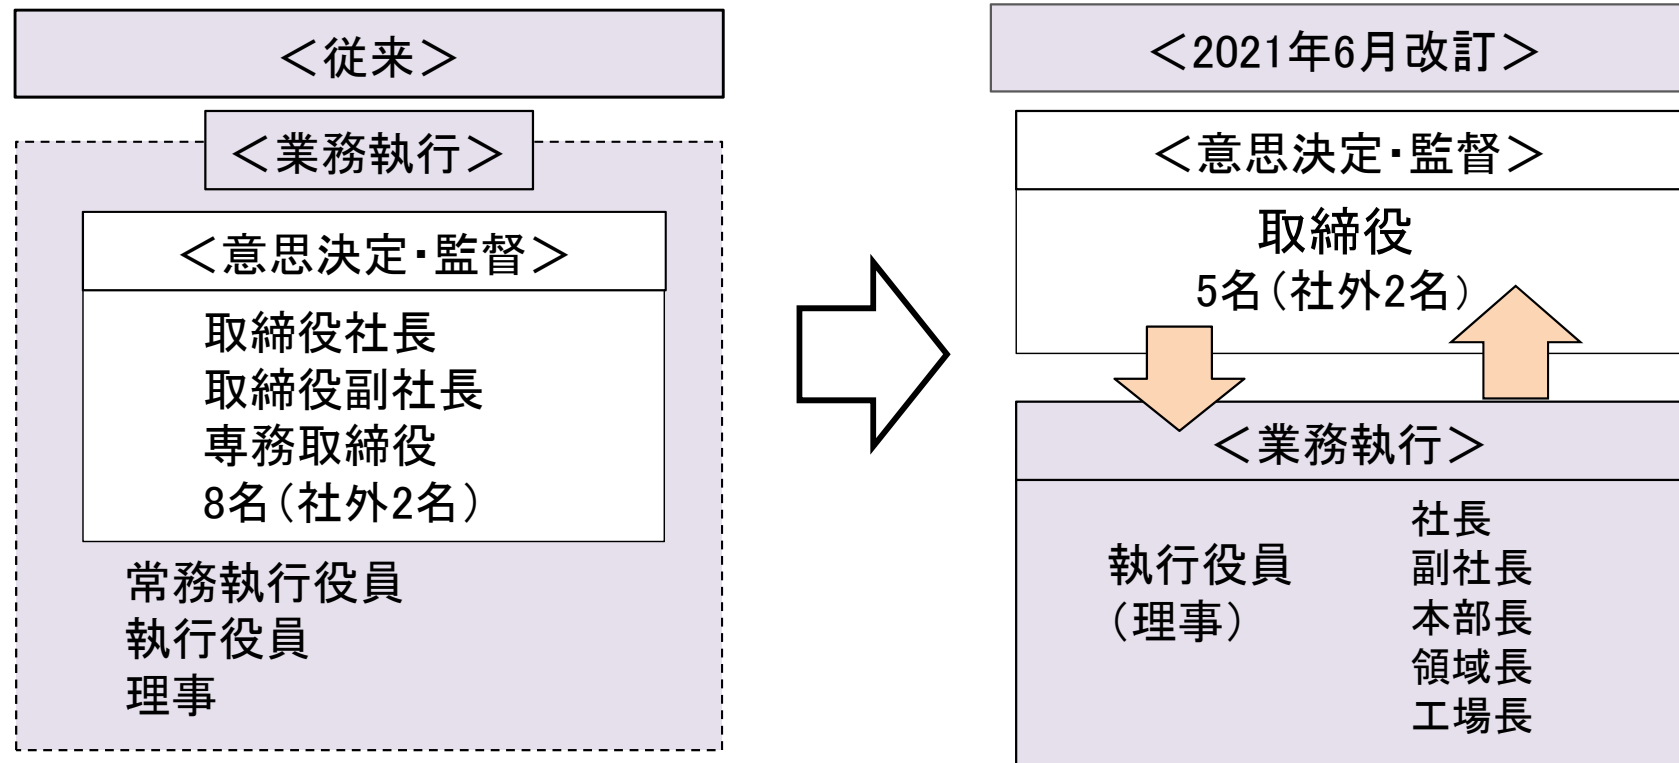 ＜従来＞
＜業務執行＞
＜意思決定・監督＞
取締役社長
取締役副社長
専務取締役
8名（社外2名）
常務執行役員
執行役員
理事
＜2021年6月改訂＞
＜意思決定・監督＞
取締役
5名（社外2名）
＜業務執行＞
執行役員
（理事）
社長
副社長
本部長
領域長
工場長